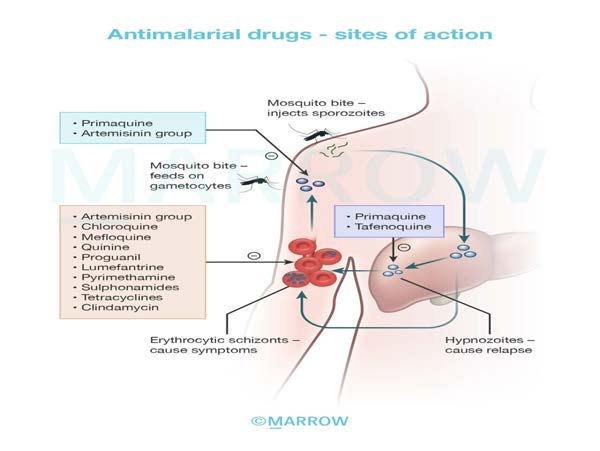 Antimalarial drugs - sites of action
Mosquito bite –
injects sporozoites
• Primaquine
• Artemisinin group
Mosquito bite –
feeds on
gametocytes
MARROW
• Artemisinin group
• Chloroquine
• Mefloquine
• Quinine
• Proguanil
• Lumefantrine
• Pyrimethamine
• Sulphonamides
• Tetracyclines
• Clindamycin
• Primaquine
• Tafenoquine
Erythrocytic schizonts –
cause symptoms
Hypnozoites –
cause relapse
©MARROW